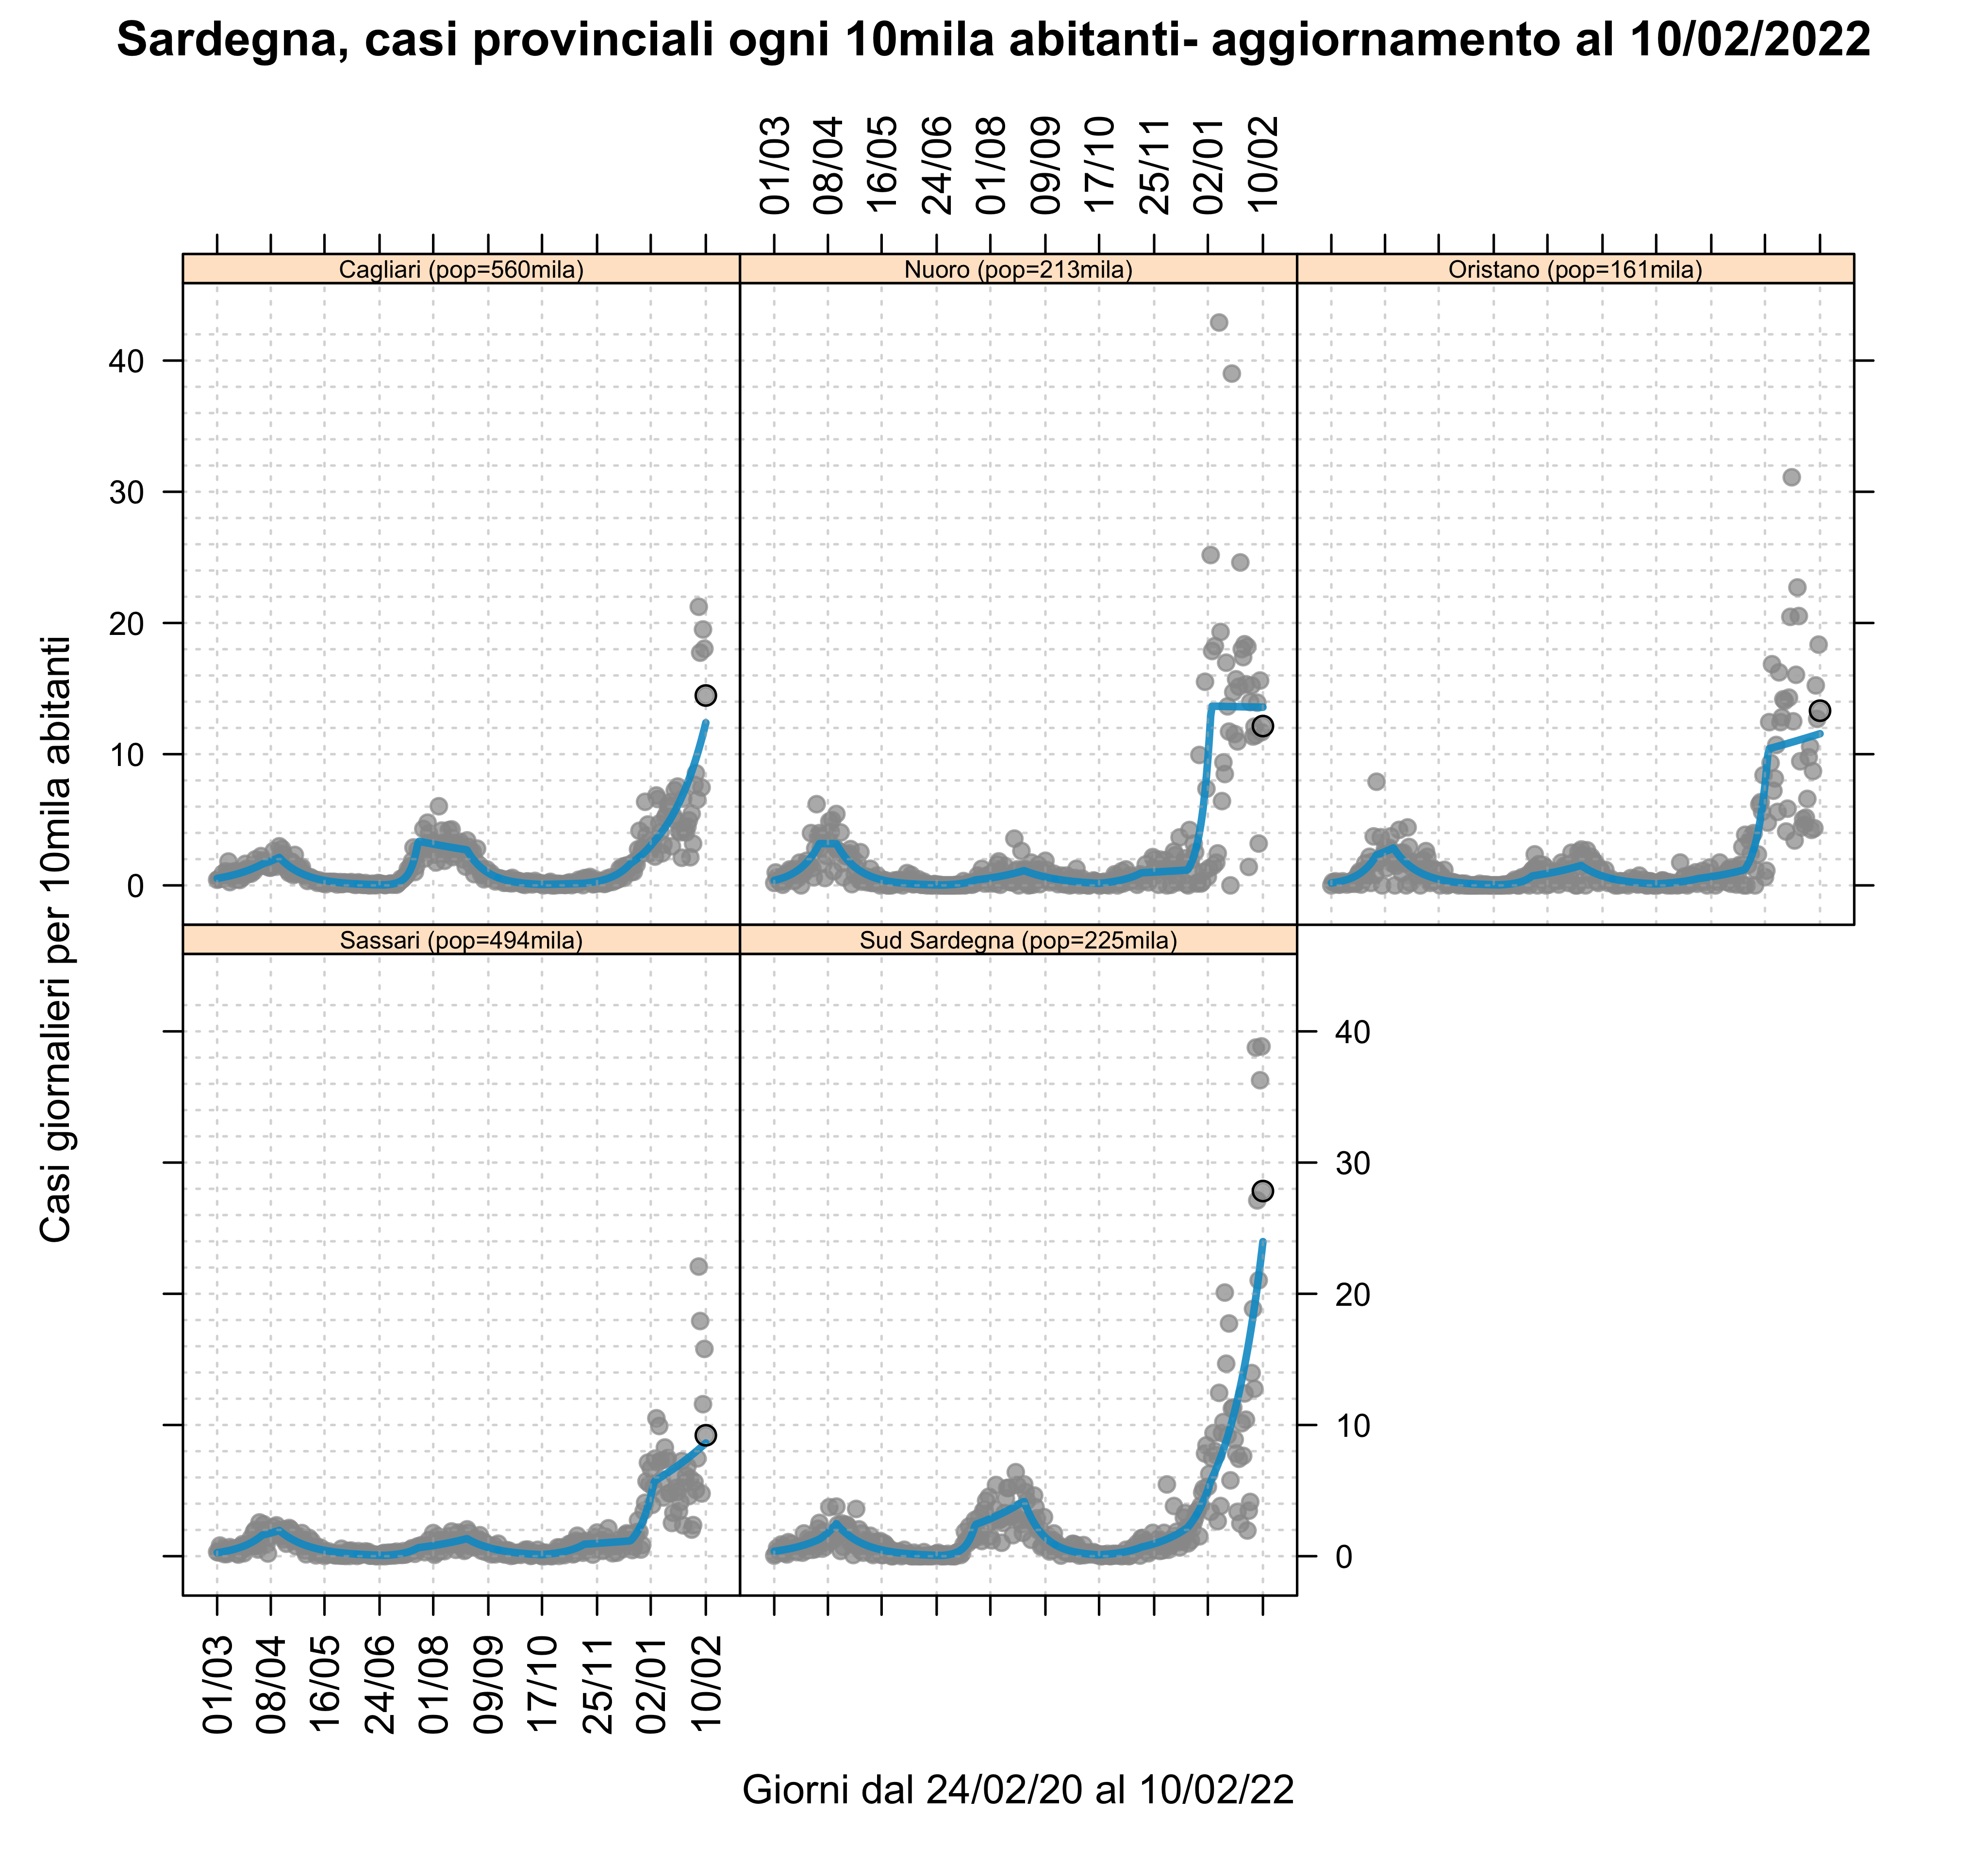 Sardegna, casi provinciali ogni 10mila abitanti- aggiornamento al 10/02/2022
01/03 08/04 16/05 24/06 01/08 09/09 17/10 25/11 02/01 10/02
Cagliari (pop=560mila) Nuoro (pop=213mila) Oristano (pop=161mila)
40
30
20
10
0
Casi giornalieri per 10mila abitanti
Sassari (pop=494mila) Sud Sardegna (pop=225mila)
40
30
20
10
0
01/03 08/04 16/05 24/06 01/08 09/09 17/10 25/11 02/01 10/02
Giorni dal 24/02/20 al 10/02/22